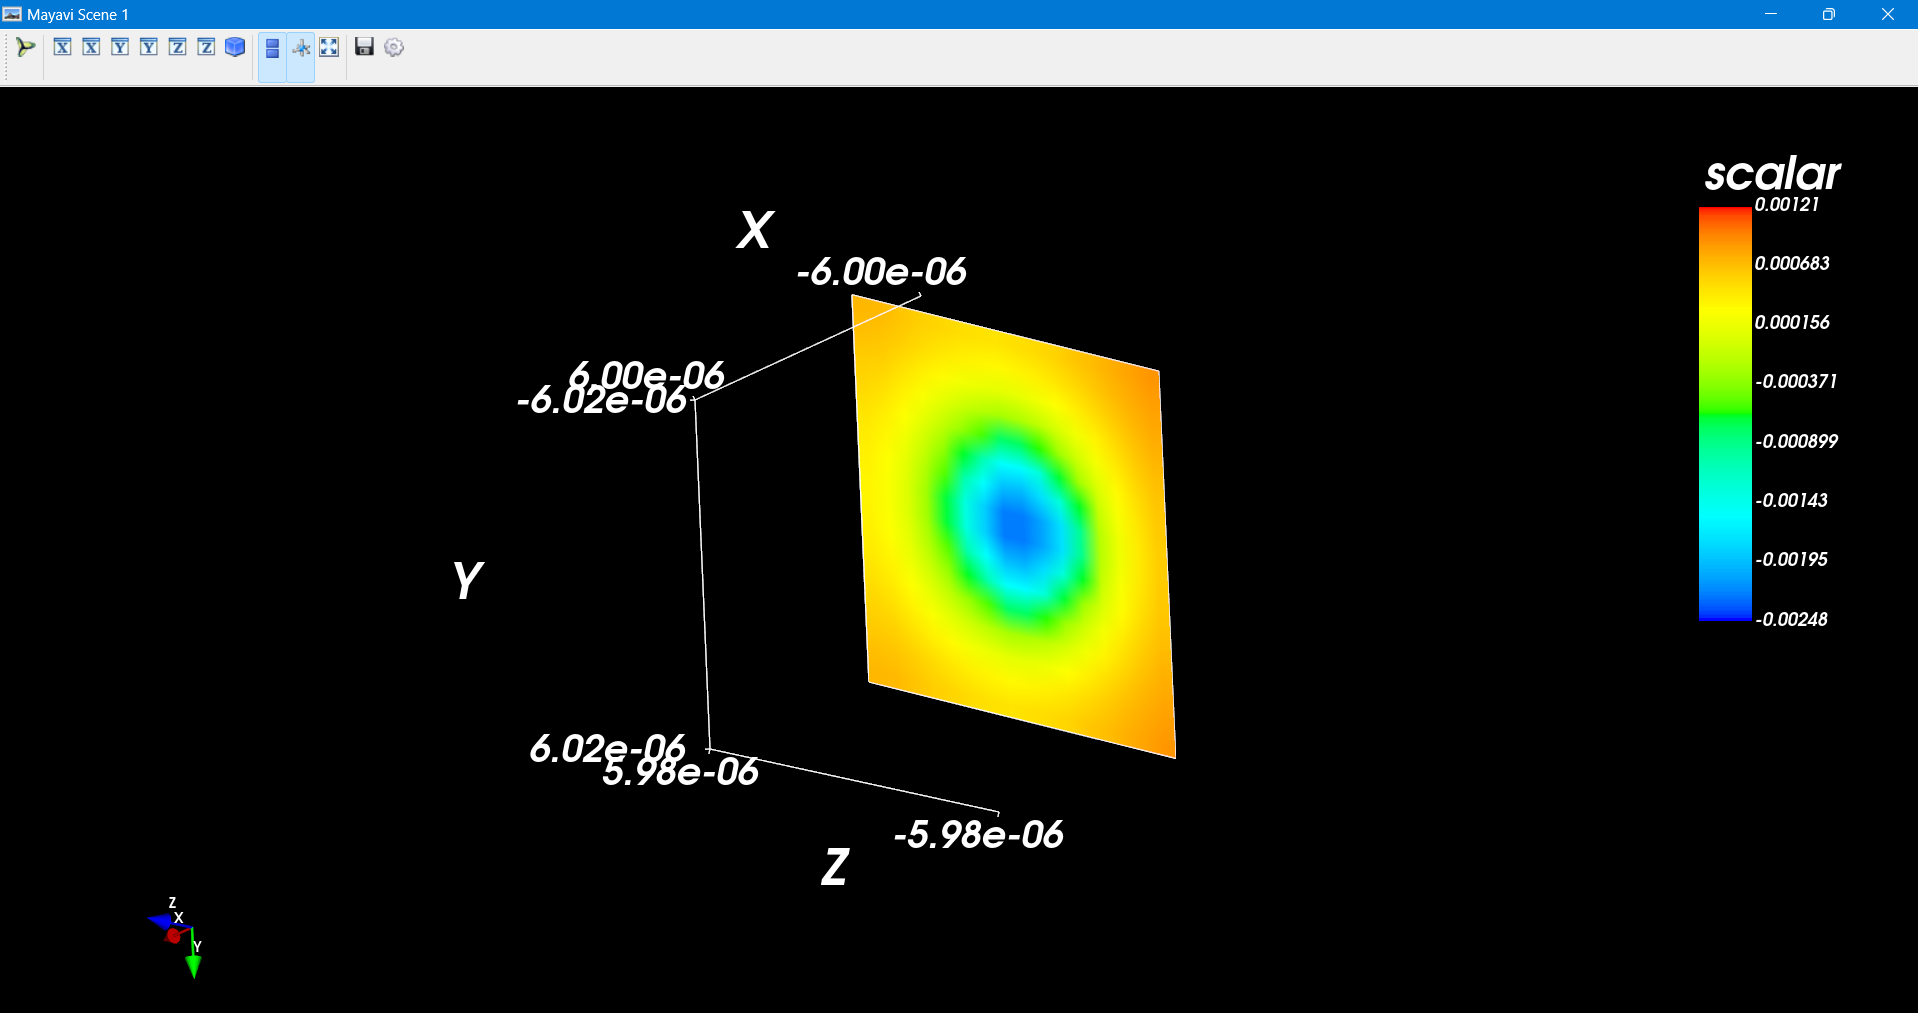 Mayavi Scene 1
X X Y Y Z Z
scalar
0.00121
0.000683
0.000156
-0.000371
-0.000899
-0.00143
-0.00195
-0.00248
X
-6.00e-06
6.00e-06
-6.02e-06
Y
6.02e-06
5.98e-06
-5.98e-06
Z
Z
X
Y